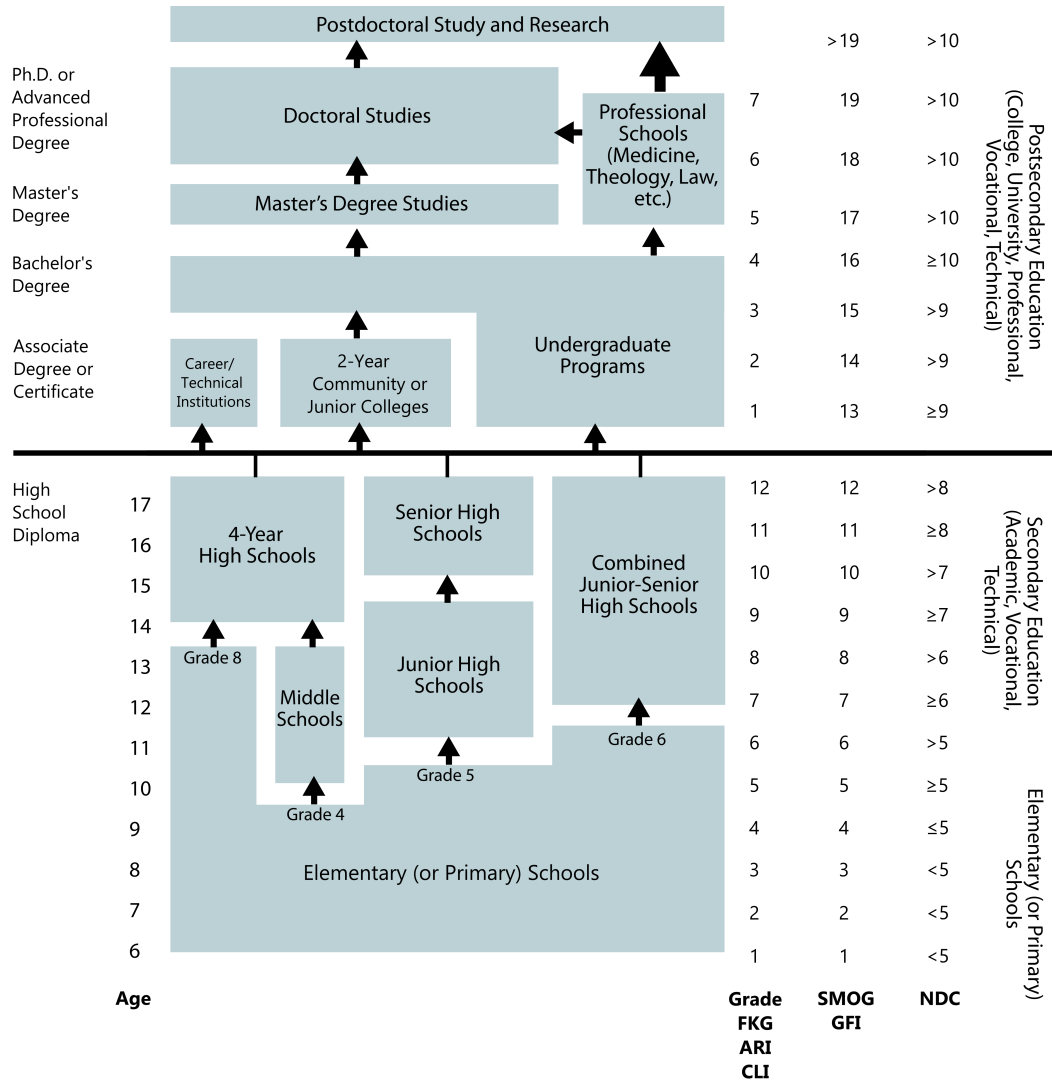 Postdoctoral Study and Research
>19
>10
Ph.D. or
Advanced
Professional
Degree
Doctoral Studies
Professional
Schools
(Medicine,
Theology, Law,
etc.)
7
19
>10
6
18
>10
Master's
Degree
Master's Degree Studies
5
17
>10
Bachelor's
Degree
4
16
≥10
3
15
>9
Associate
Degree or
Certificate
Career/
Technical
Institutions
2-Year
Community or
Junior Colleges
Undergraduate
Programs
2
14
>9
1
13
≥9
Postsecondary Education
(College, University, Professional,
Vocational, Technical)
High
School
Diploma
17
16
15
14
13
12
11
10
9
8
7
6
Age
4-Year
High Schools
Senior High
Schools
Combined
Junior-Senior
High Schools
Grade 8
Middle
Schools
Junior High
Schools
Grade 6
Grade 5
Grade 4
Elementary (or Primary) Schools
12
12
>8
11
11
≥8
10
10
>7
9
9
≥7
8
8
>6
7
7
≥6
6
6
>5
5
5
≥5
4
4
≤5
3
3
<5
2
2
<5
1
1
<5
Secondary Education
(Academic, Vocational,
Technical)
Elementary (or Primary)
Schools
Grade
FKG
ARI
CLI
SMOG
GFI
NDC